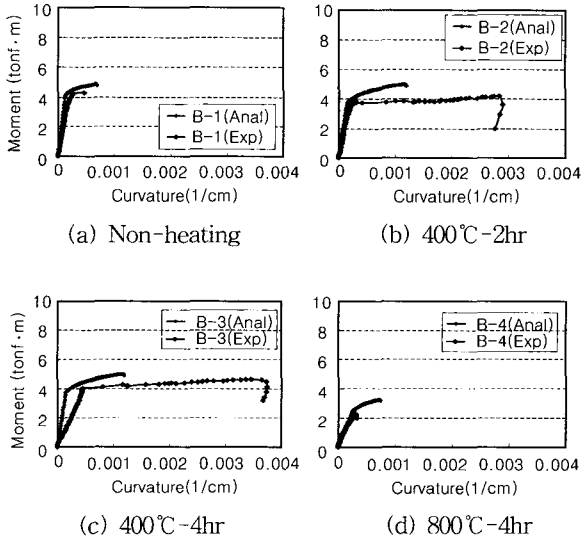 Moment (tonf·m)
10
8
6
4
2
0
B-1(Anal)
B-1(Exp)
0 0.001 0.002 0.003 0.004
Curvature(1/cm)
(a) Non-heating
10
8
6
4
2
0
B-2(Anal)
B-2(Exp)
0 0.001 0.002 0.003 0.004
Curvature(1/cm)
(b) 400℃-2hr
Moment (tonf·m)
10
8
6
4
2
0
B-3(Anal)
B-3(Exp)
0 0.001 0.002 0.003 0.004
Curvature(1/cm)
(c) 400℃-4hr
10
8
6
4
2
0
B-4(Anal)
B-4(Exp)
0 0.001 0.002 0.003 0.004
Curvature(1/cm)
(d) 800℃-4hr